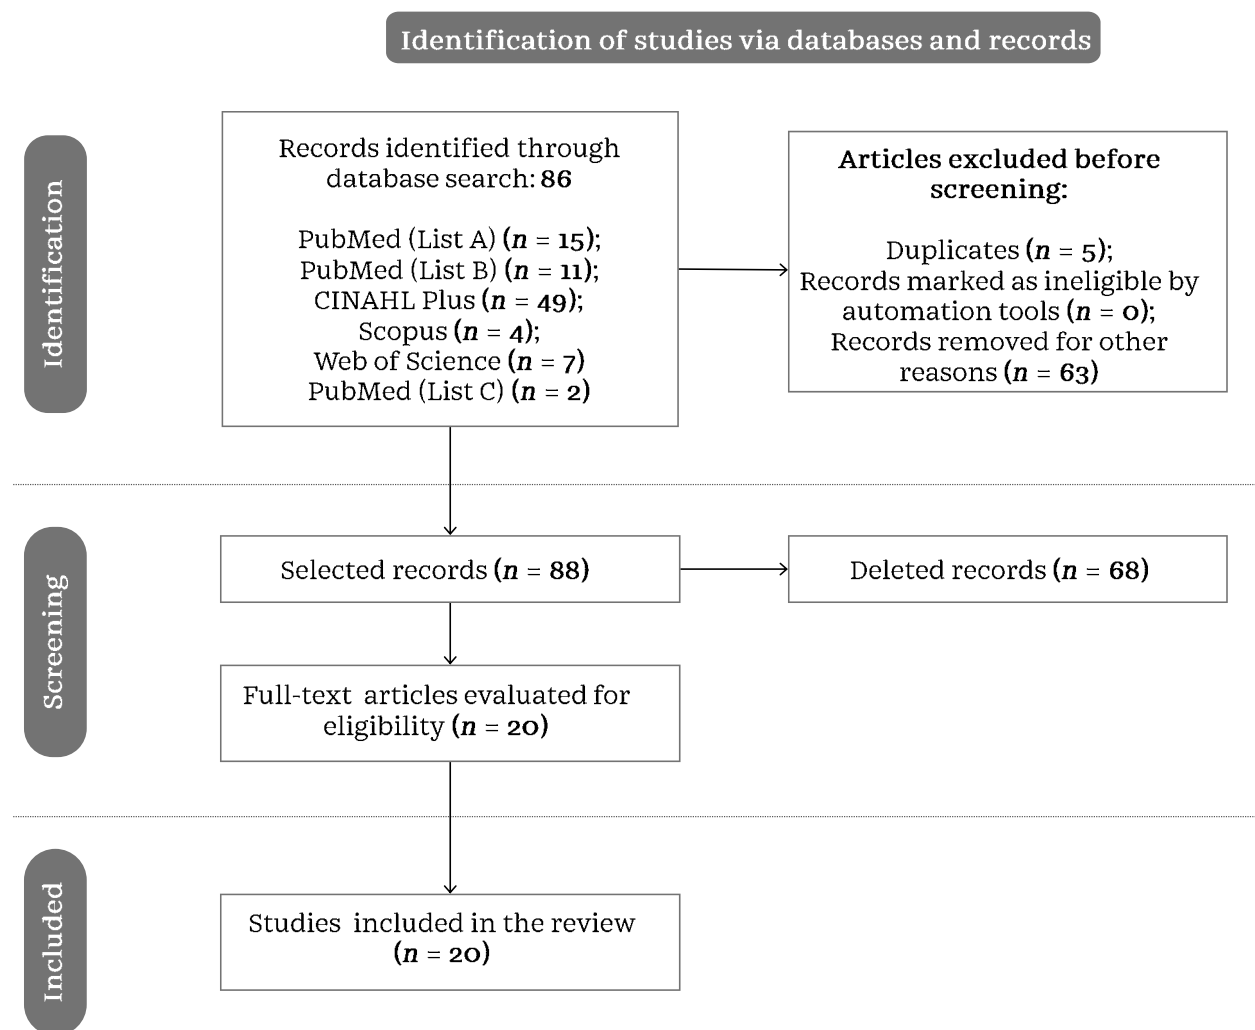 Identification of studies via databases and records
Identification
Records identified through
database search: 86
PubMed (List A) (n = 15);
PubMed (List B) (n = 11);
CINAHL Plus (n = 49);
Scopus (n = 4);
Web of Science (n = 7)
PubMed (List C) (n = 2)
Articles excluded before
screening:
Duplicates (n = 5);
Records marked as ineligible by
automation tools (n = 0);
Records removed for other
reasons (n = 63)
Screening
Selected records (n = 88)
Deleted records (n = 68)
Full-text articles evaluated for
eligibility (n = 20)
Included
Studies included in the review
(n = 20)